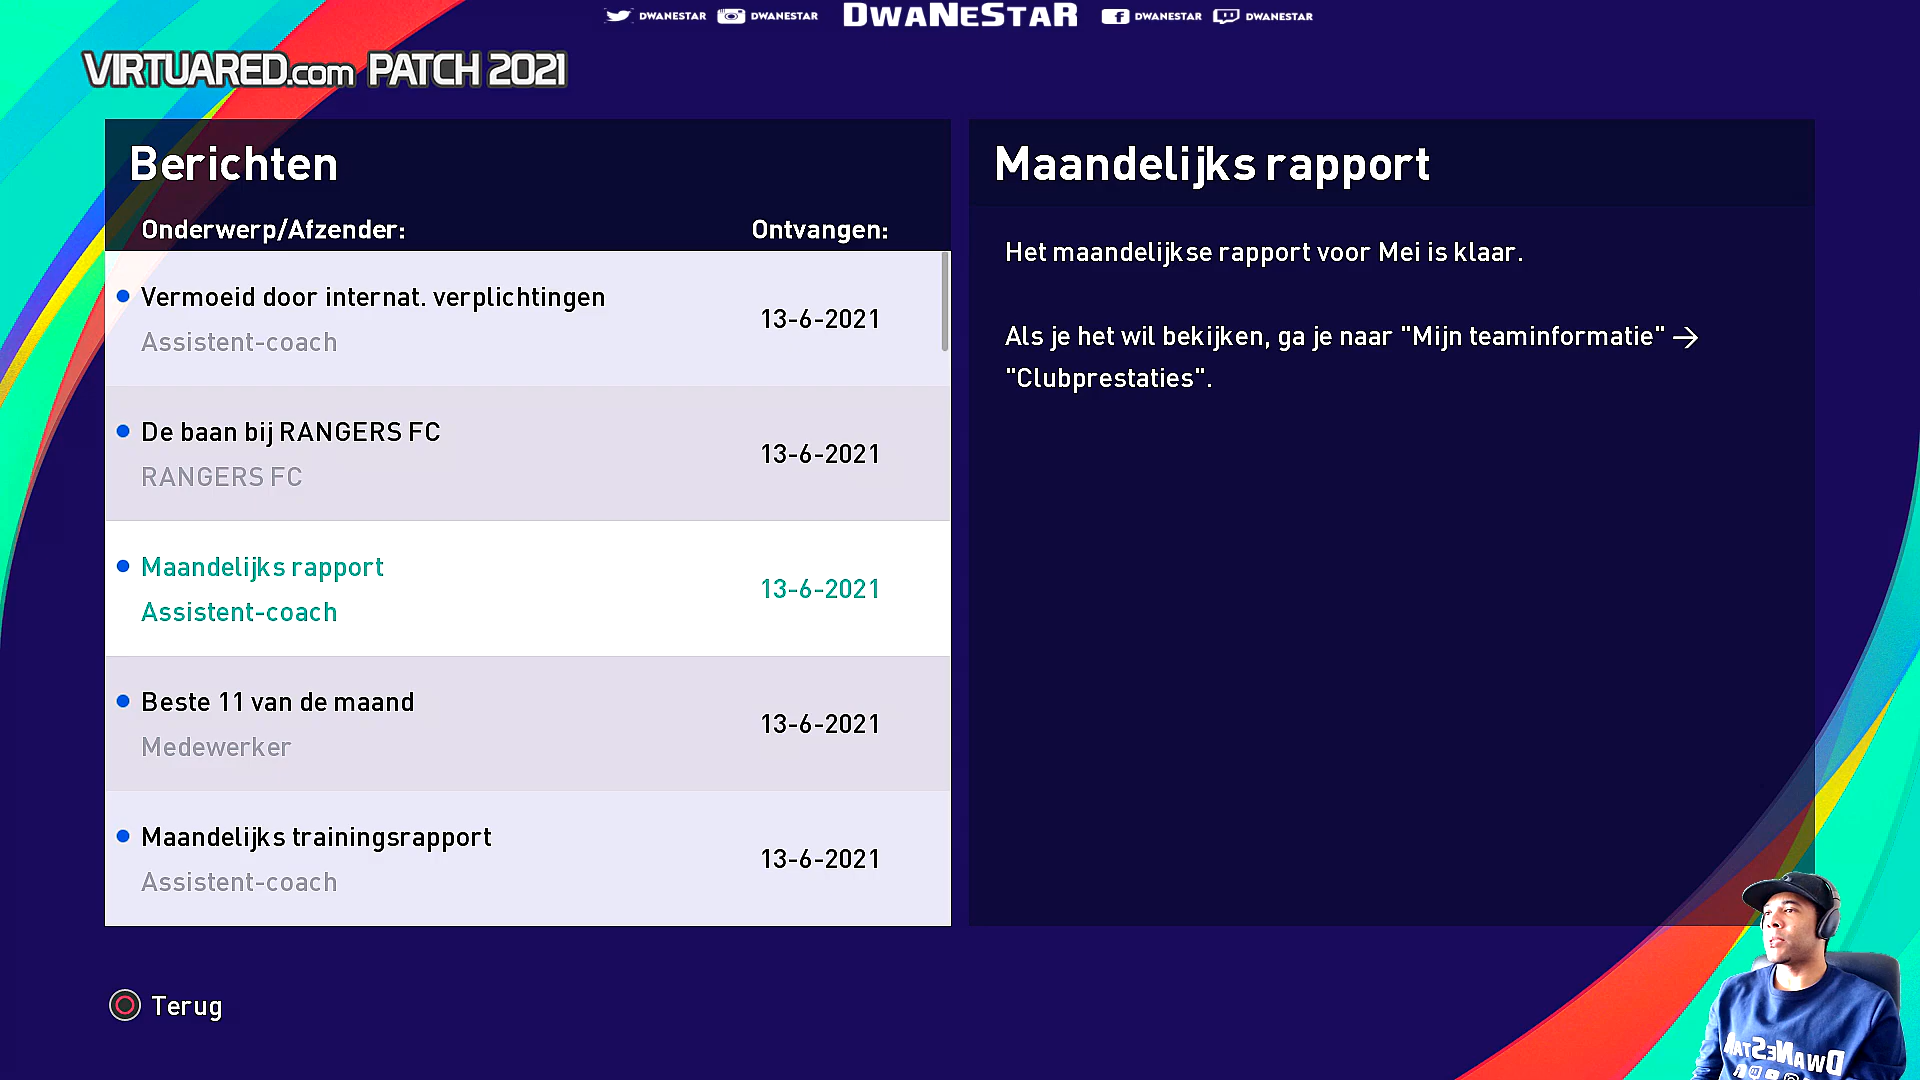 DWANESTAR DWANESTAR DWANESTAR DWANESTAR DWANESTAR
VIRTUARED.com PATCH 2021
Berichten
Onderwerp/Afzender: Ontvangen:
Vermoeid door internat. verplichtingen
Assistent-coach
13-6-2021
De baan bij RANGERS FC
RANGERS FC
13-6-2021
Maandelijks rapport
Assistent-coach
13-6-2021
Beste 11 van de maand
Medewerker
13-6-2021
Maandelijks trainingsrapport
Assistent-coach
13-6-2021
Maandelijks rapport
Het maandelijkse rapport voor Mei is klaar.
Als je het wil bekijken, ga je naar "Mijn teaminformatie" →
"Clubprestaties".
Terug
DWANESTAR